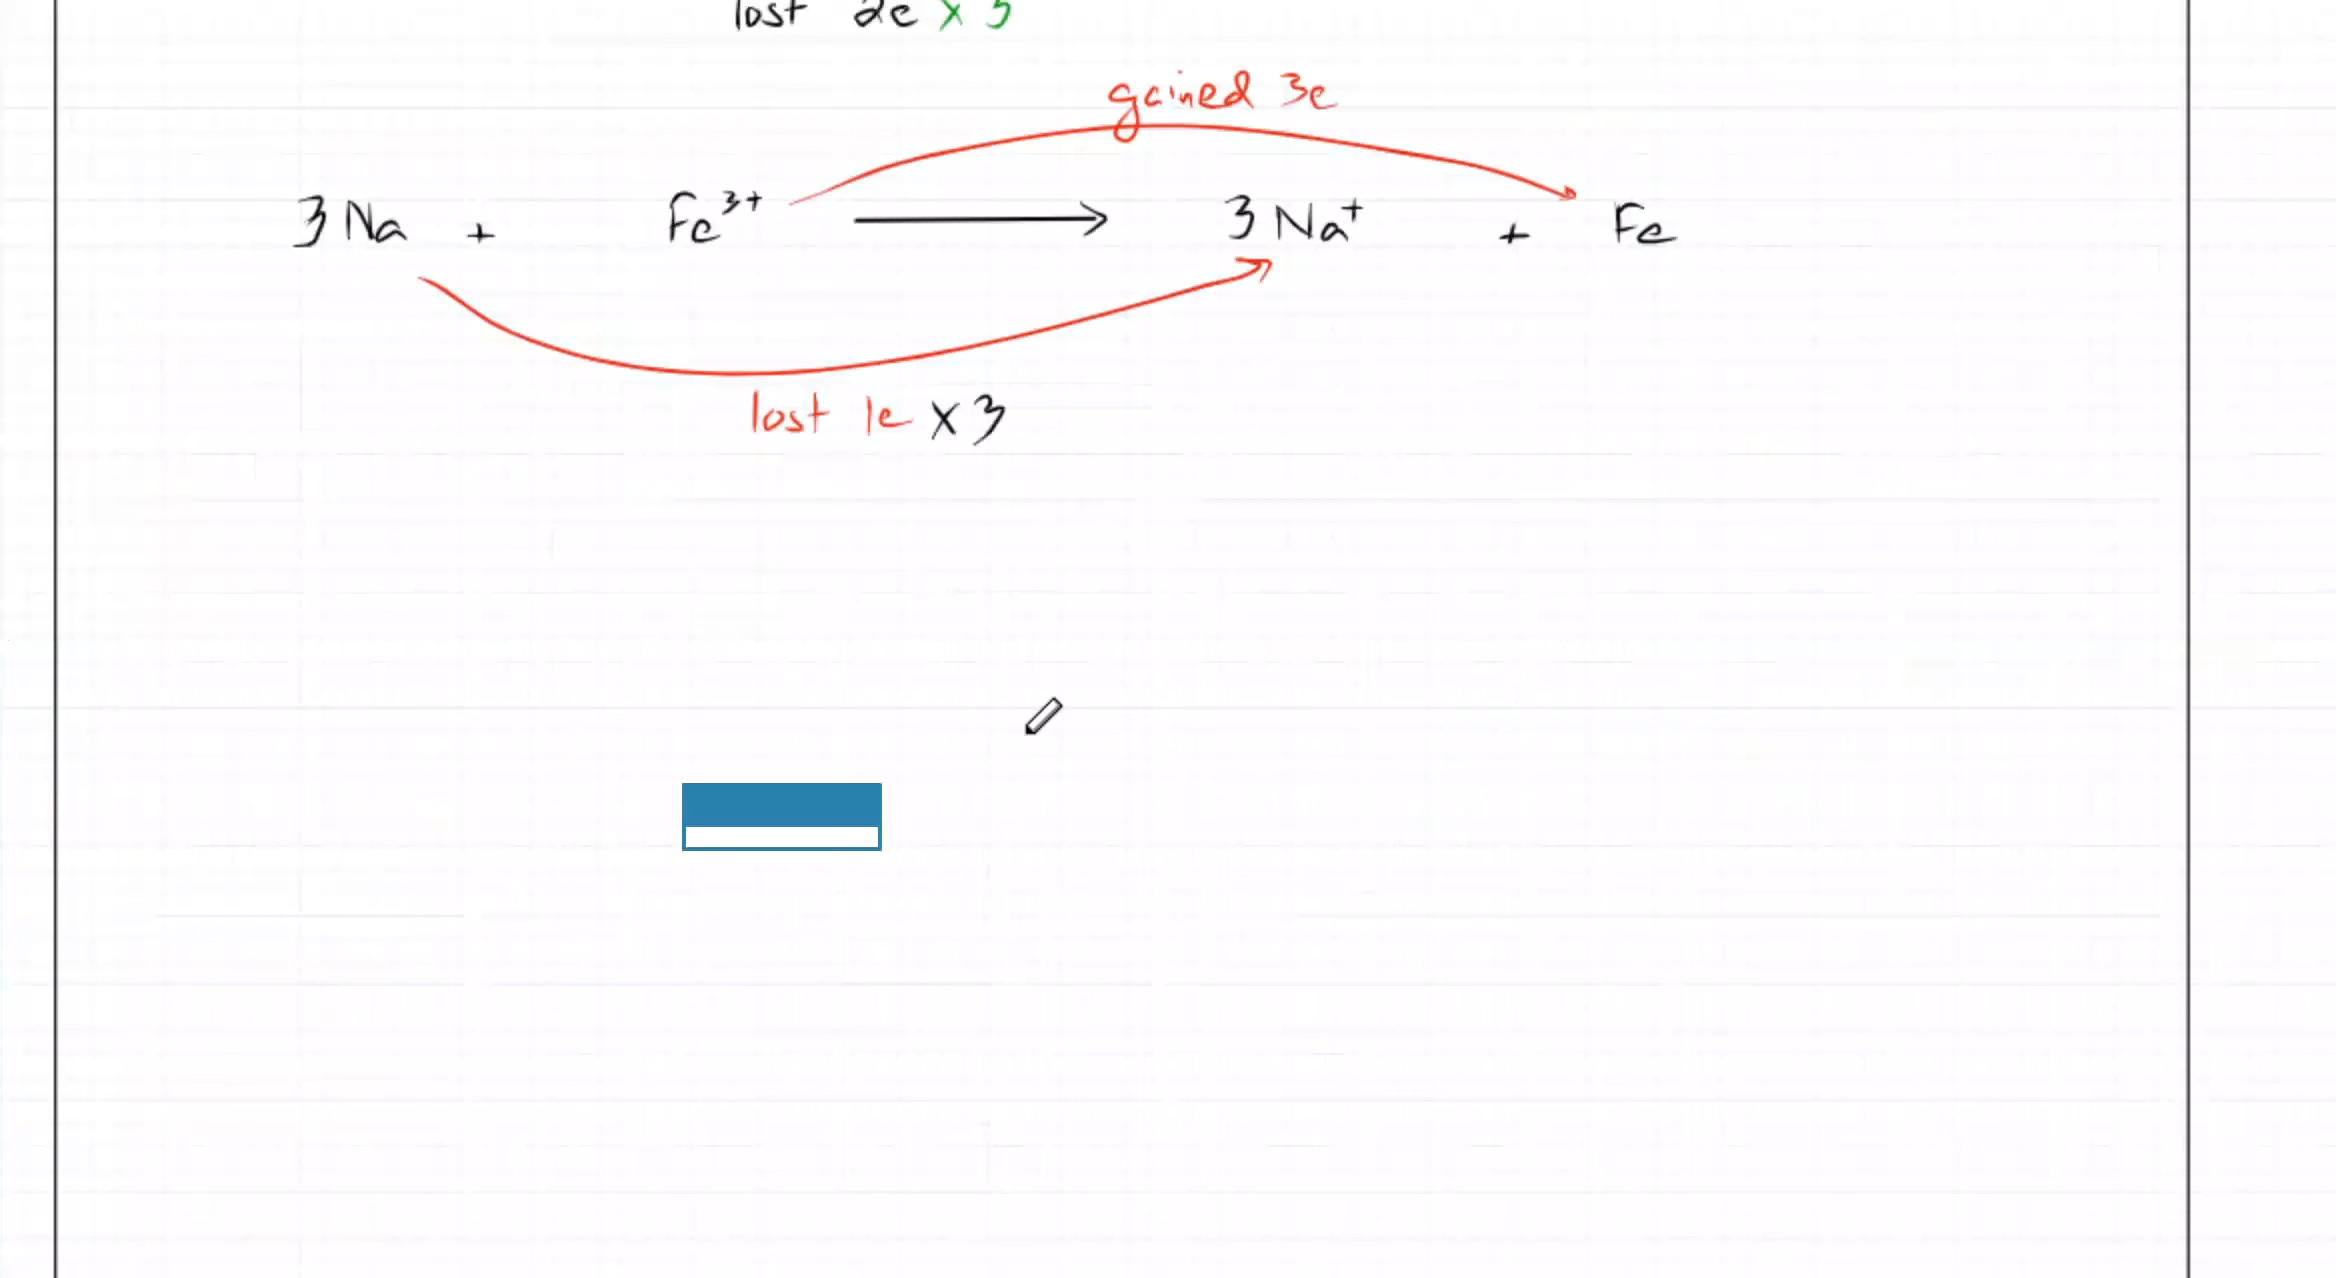 lost 2e x 3
gained 3e
3 Na + Fe³⁺ ⟶ 3 Na⁺ + Fe
lost 1e x 3